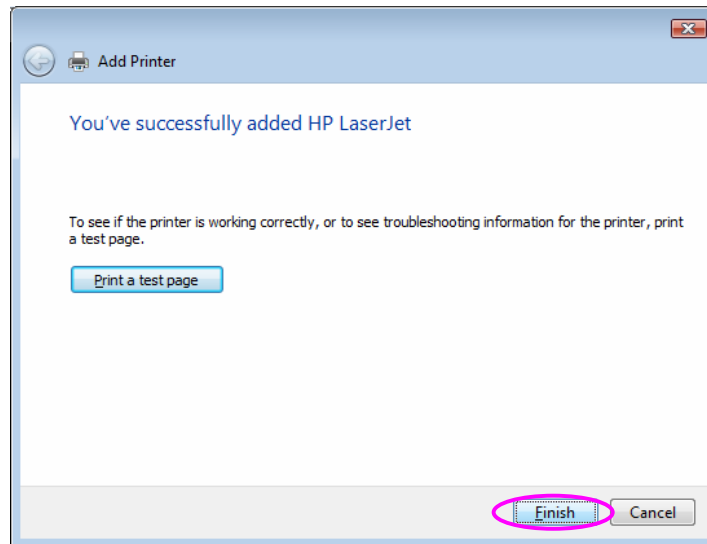 Add Printer
You've successfully added HP LaserJet
To see if the printer is working correctly, or to see troubleshooting information for the printer, print
a test page.
Print a test page
Finish Cancel